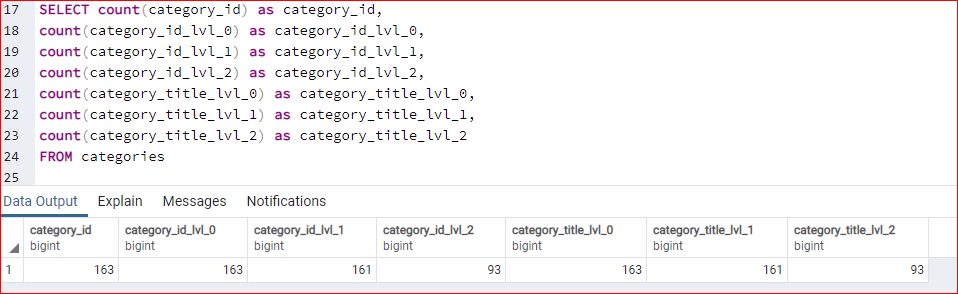 17 SELECT count(category_id) as category_id,
18 count(category_id_lvl_0) as category_id_lvl_0,
19 count(category_id_lvl_1) as category_id_lvl_1,
20 count(category_id_lvl_2) as category_id_lvl_2,
21 count(category_title_lvl_0) as category_title_lvl_0,
22 count(category_title_lvl_1) as category_title_lvl_1,
23 count(category_title_lvl_2) as category_title_lvl_2
24 FROM categories
25
Data Output Explain Messages Notifications
category_id category_id_lvl_0 category_id_lvl_1 category_id_lvl_2 category_title_lvl_0 category_title_lvl_1 category_title_lvl_2
bigint bigint bigint bigint bigint bigint bigint
1 163 163 161 93 163 161 93